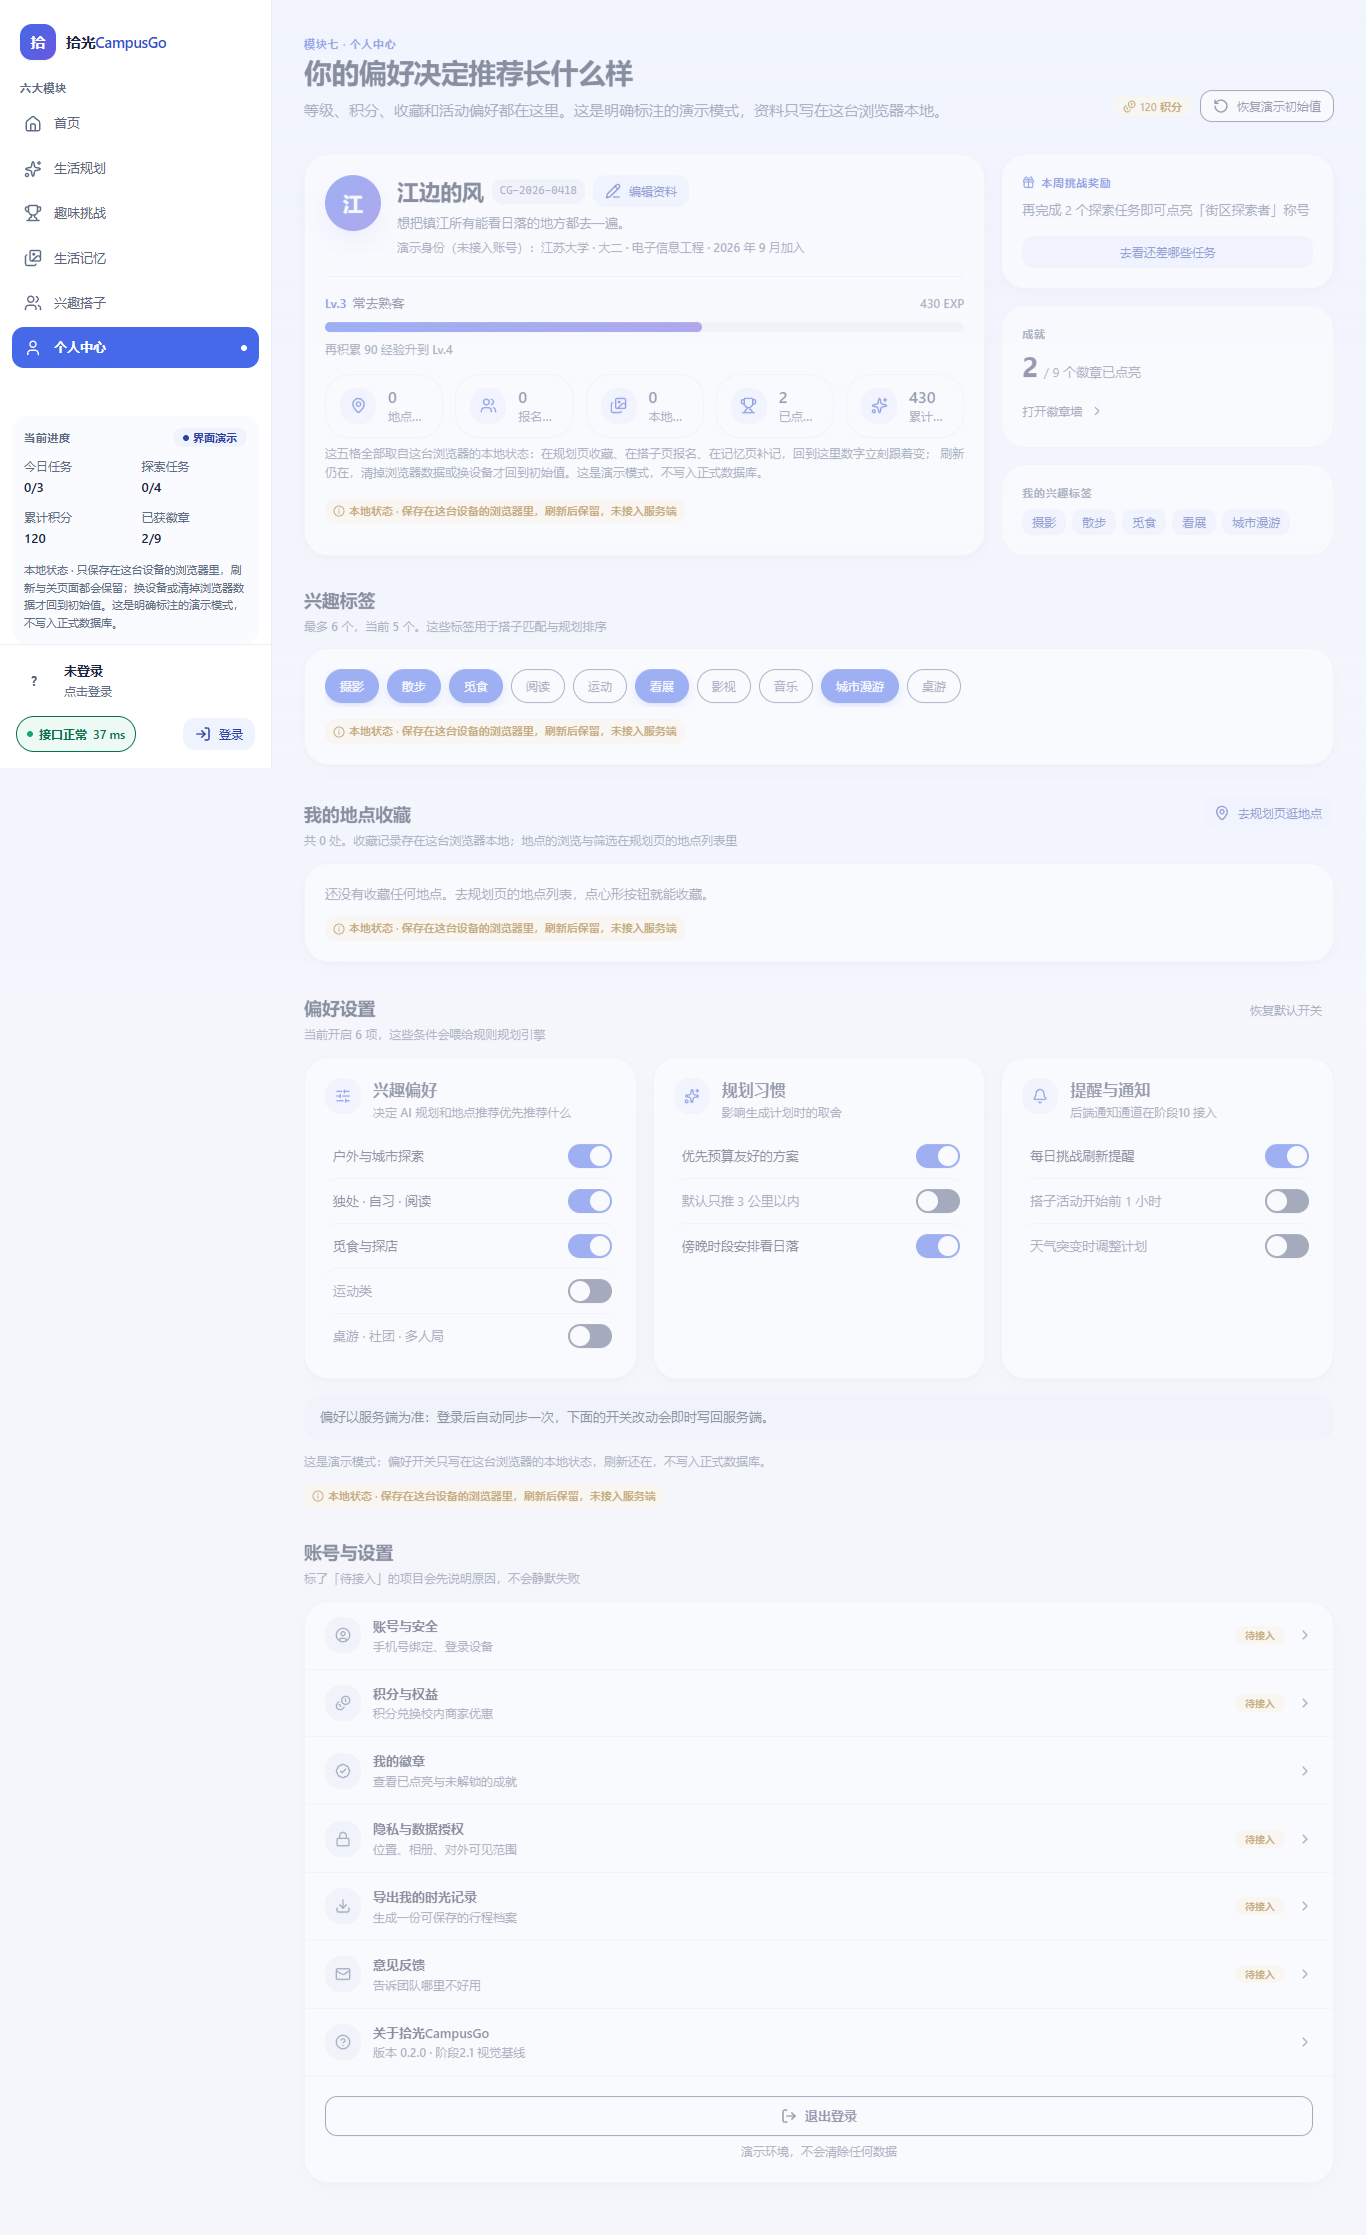 拾 拾光CampusGo
六大模块
首页
生活规划
趣味挑战
生活记忆
兴趣搭子
个人中心
当前进度 界面演示
今日任务 探索任务
0/3 0/4
累计积分 已获徽章
120 2/9
本地状态 · 只保存在这台设备的浏览器里，刷
新与关页面都会保留；换设备或清掉浏览器数
据才回到初始值。这是明确标注的演示模式，
不写入正式数据库。
? 未登录
点击登录
接口正常 37 ms 登录
模块七 · 个人中心
你的偏好决定推荐长什么样
等级、积分、收藏和活动偏好都在这里。这是明确标注的演示模式，资料只写在这台浏览器本地。
120 积分 恢复演示初始值
江 江边的风 CG-2026-0418 编辑资料
想把镇江所有能看日落的地方都去一遍。
演示身份（未接入账号）：江苏大学 · 大二 · 电子信息工程 · 2026 年 9 月加入
Lv.3 常去熟客 430 EXP
再积累 90 经验升到 Lv.4
0 地点...
0 报名...
0 本地...
2 已点...
430 累计...
这五格全部取自这台浏览器的本地状态：在规划页收藏、在搭子页报名、在记忆页补记，回到这里数字立刻跟着变； 刷新
仍在，清掉浏览器数据或换设备才回到初始值。这是演示模式，不写入正式数据库。
本地状态 · 保存在这台设备的浏览器里，刷新后保留，未接入服务端
本周挑战奖励
再完成 2 个探索任务即可点亮「街区探索者」称号
去看还差哪些任务
成就
2 / 9 个徽章已点亮
打开徽章墙
我的兴趣标签
摄影 散步 觅食 看展 城市漫游
兴趣标签
最多 6 个，当前 5 个。这些标签用于搭子匹配与规划排序
摄影 散步 觅食 阅读 运动 看展 影视 音乐 城市漫游 桌游
本地状态 · 保存在这台设备的浏览器里，刷新后保留，未接入服务端
我的地点收藏 去规划页逛地点
共 0 处。收藏记录存在这台浏览器本地；地点的浏览与筛选在规划页的地点列表里
还没有收藏任何地点。去规划页的地点列表，点心形按钮就能收藏。
本地状态 · 保存在这台设备的浏览器里，刷新后保留，未接入服务端
偏好设置 恢复默认开关
当前开启 6 项，这些条件会喂给规则规划引擎
兴趣偏好
决定 AI 规划和地点推荐优先推荐什么
户外与城市探索
独处 · 自习 · 阅读
觅食与探店
运动类
桌游 · 社团 · 多人局
规划习惯
影响生成计划时的取舍
优先预算友好的方案
默认只推 3 公里以内
傍晚时段安排看日落
提醒与通知
后端通知通道在阶段10 接入
每日挑战刷新提醒
搭子活动开始前 1 小时
天气突变时调整计划
偏好以服务端为准：登录后自动同步一次，下面的开关改动会即时写回服务端。
这是演示模式：偏好开关只写在这台浏览器的本地状态，刷新还在，不写入正式数据库。
本地状态 · 保存在这台设备的浏览器里，刷新后保留，未接入服务端
账号与设置
标了「待接入」的项目会先说明原因，不会静默失败
账号与安全 待接入
手机号绑定、登录设备
积分与权益 待接入
积分兑换校内商家优惠
我的徽章
查看已点亮与未解锁的成就
隐私与数据授权 待接入
位置、相册、对外可见范围
导出我的时光记录 待接入
生成一份可保存的行程档案
意见反馈 待接入
告诉团队哪里不好用
关于拾光CampusGo
版本 0.2.0 · 阶段2.1 视觉基线
退出登录
演示环境，不会清除任何数据